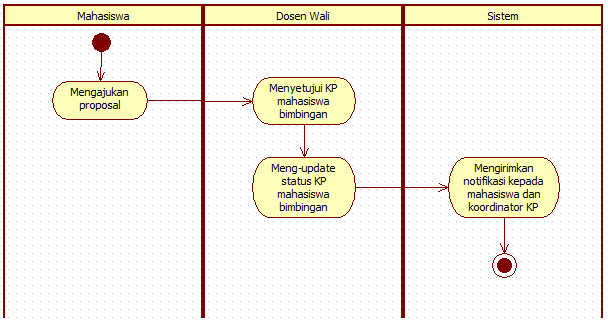 Mahasiswa
Dosen Wali
Sistem
Mengajukan
proposal
Menyetujui KP
mahasiswa
bimbingan
Meng-update
status KP
mahasiswa
bimbingan
Mengirimkan
notifikasi kepada
mahasiswa dan
koordinator KP